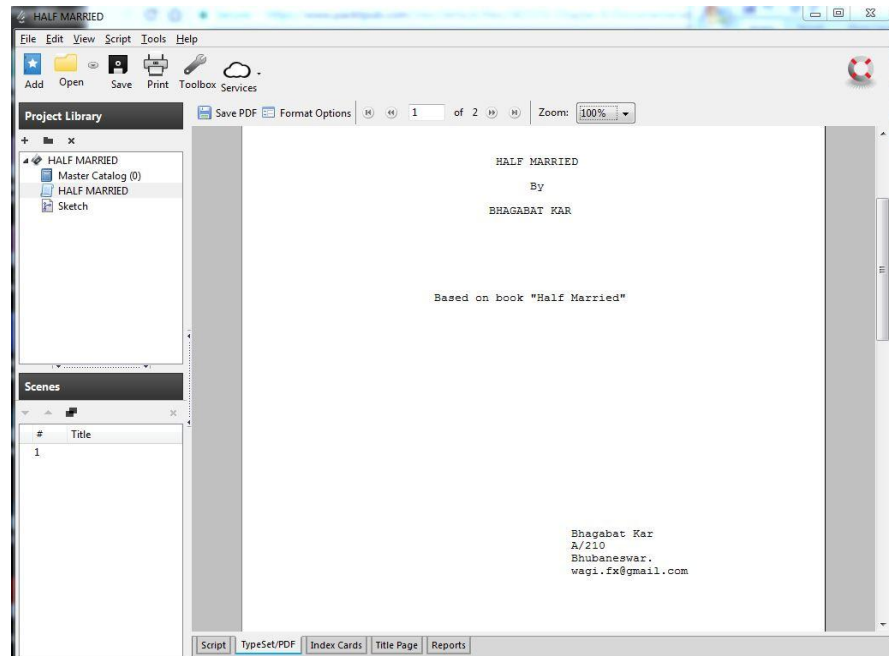 HALF MARRIED
File Edit View Script Tools Help
Add Open Save Print Toolbox Services
Project Library
Save PDF Format Options 1 of 2 Zoom: 100%
HALF MARRIED
Master Catalog (0)
HALF MARRIED
Sketch
HALF MARRIED
By
BHAGABAT KAR
Based on book "Half Married"
Scenes
# Title
1
Bhagabat Kar
A/210
Bhubaneswar.
wagi.fx@gmail.com
Script TypeSet/PDF Index Cards Title Page Reports